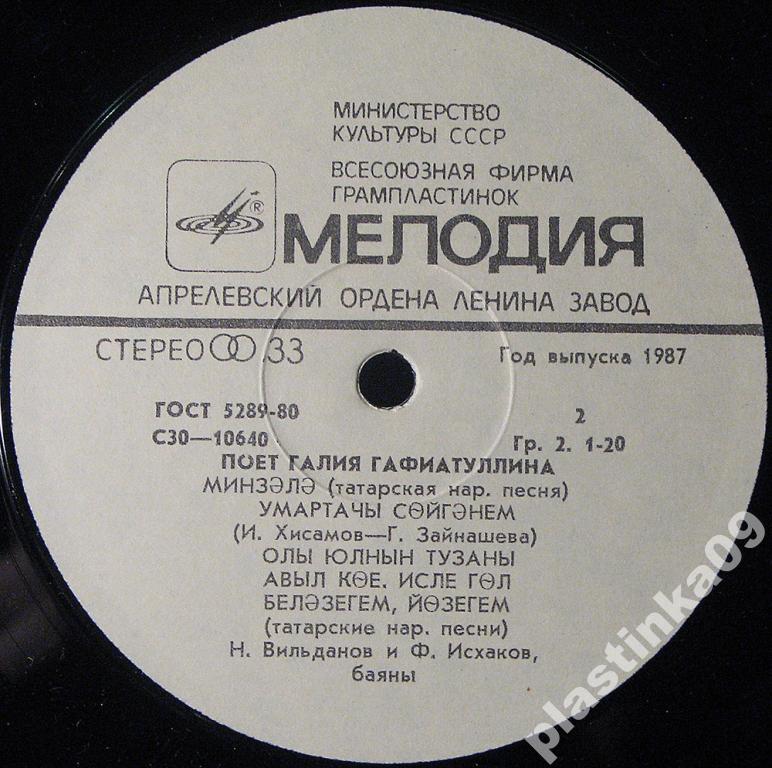 МИНИСТЕРСТВО
КУЛЬТУРЫ СССР
ВСЕСОЮЗНАЯ ФИРМА
ГРАМПЛАСТИНОК
®
МЕЛОДИЯ
АПРЕЛЕВСКИЙ ОРДЕНА ЛЕНИНА ЗАВОД
СТЕРЕО 33
Год выпуска 1987
ГОСТ 5289-80
2
С30—10640
Гр. 2. 1-20
ПОЕТ ГАЛИЯ ГАФИАТУЛЛИНА
МИНЗӘЛӘ (татарская нар. песня)
УМАРТАЧЫ СӨЙГӘНЕМ
(И. Хисамов—Г. Зайнашева)
ОЛЫ ЮЛНЫН ТУЗАНЫ
АВЫЛ КӨЕ. ИСЛЕ ГӨЛ
БЕЛӘЗЕГЕМ, ЙӨЗЕГЕМ
(татарские нар. песни)
Н. Вильданов и Ф. Исхаков,
баяны
plastinka09